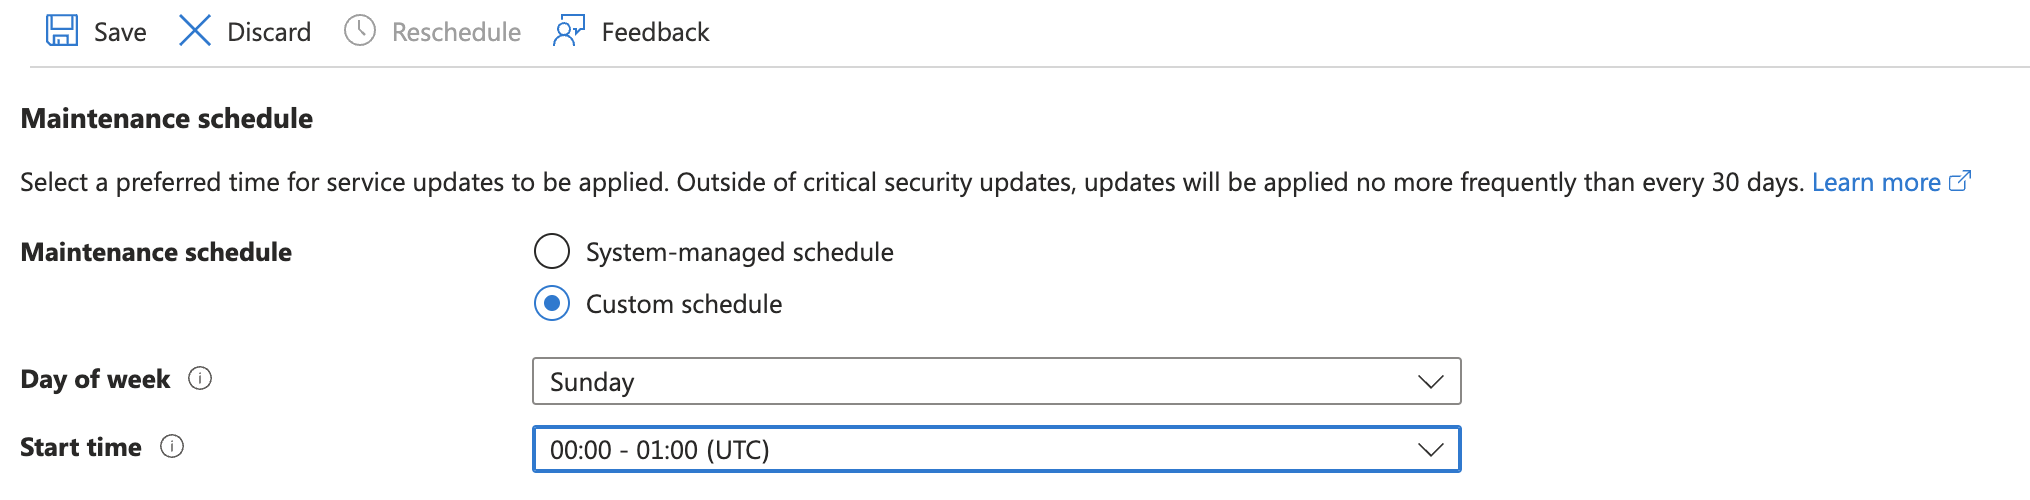 Save Discard Reschedule Feedback
Maintenance schedule
Select a preferred time for service updates to be applied. Outside of critical security updates, updates will be applied no more frequently than every 30 days. Learn more
Maintenance schedule System-managed schedule
Custom schedule
Day of week Sunday
Start time 00:00 - 01:00 (UTC)